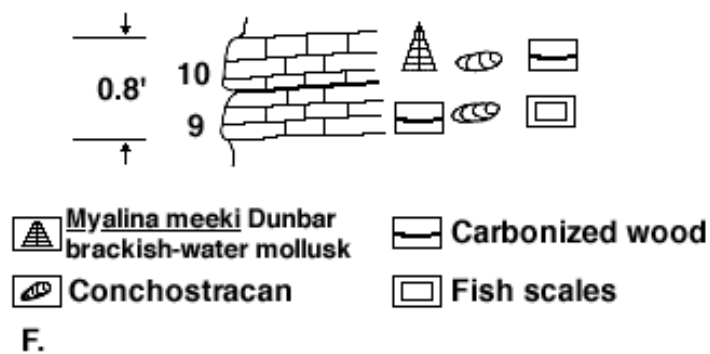 10
0.8'
9
Myalina meeki Dunbar
brackish-water mollusk
Carbonized wood
Conchostracan
Fish scales
F.